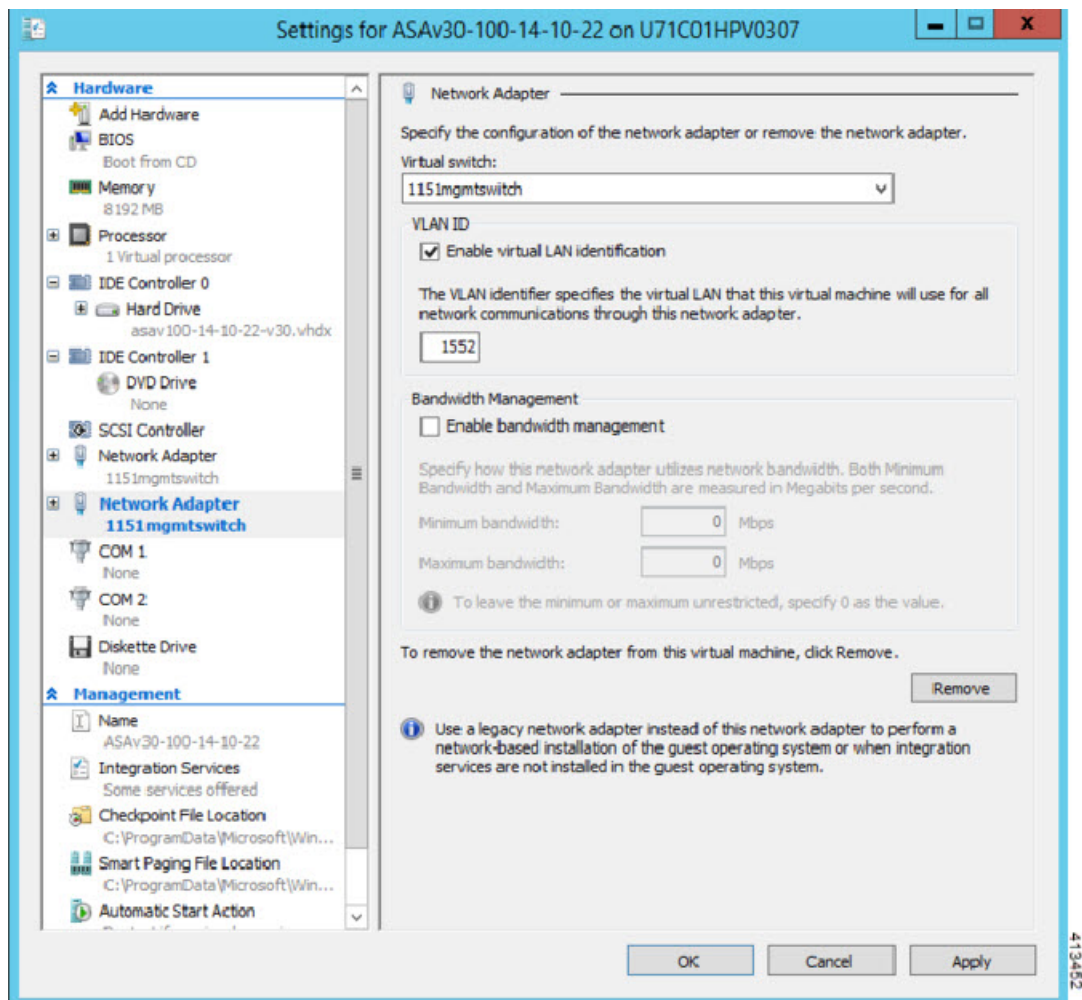 Settings for ASAv30-100-14-10-22 on U71C01HPV0307
Hardware
Add Hardware
BIOS
Boot from CD
Memory
8192 MB
Processor
1 Virtual processor
IDE Controller 0
Hard Drive
asav100-14-10-22-v30.vhdx
IDE Controller 1
DVD Drive
None
SCSI Controller
Network Adapter
1151mgmtswitch
Network Adapter
1151mgmtswitch
COM 1
None
COM 2
None
Diskette Drive
None
Management
Name
ASAv30-100-14-10-22
Integration Services
Some services offered
Checkpoint File Location
C:\ProgramData\Microsoft\Win...
Smart Paging File Location
C:\ProgramData\Microsoft\Win...
Automatic Start Action
Network Adapter
Specify the configuration of the network adapter or remove the network adapter.
Virtual switch:
1151mgmtswitch
VLAN ID
Enable virtual LAN identification
The VLAN identifier specifies the virtual LAN that this virtual machine will use for all
network communications through this network adapter.
1552
Bandwidth Management
Enable bandwidth management
Specify how this network adapter utilizes network bandwidth. Both Minimum
Bandwidth and Maximum Bandwidth are measured in Megabits per second.
Minimum bandwidth: 0 Mbps
Maximum bandwidth: 0 Mbps
To leave the minimum or maximum unrestricted, specify 0 as the value.
To remove the network adapter from this virtual machine, click Remove.
Remove
Use a legacy network adapter instead of this network adapter to perform a
network-based installation of the guest operating system or when integration
services are not installed in the guest operating system.
OK Cancel Apply
413452